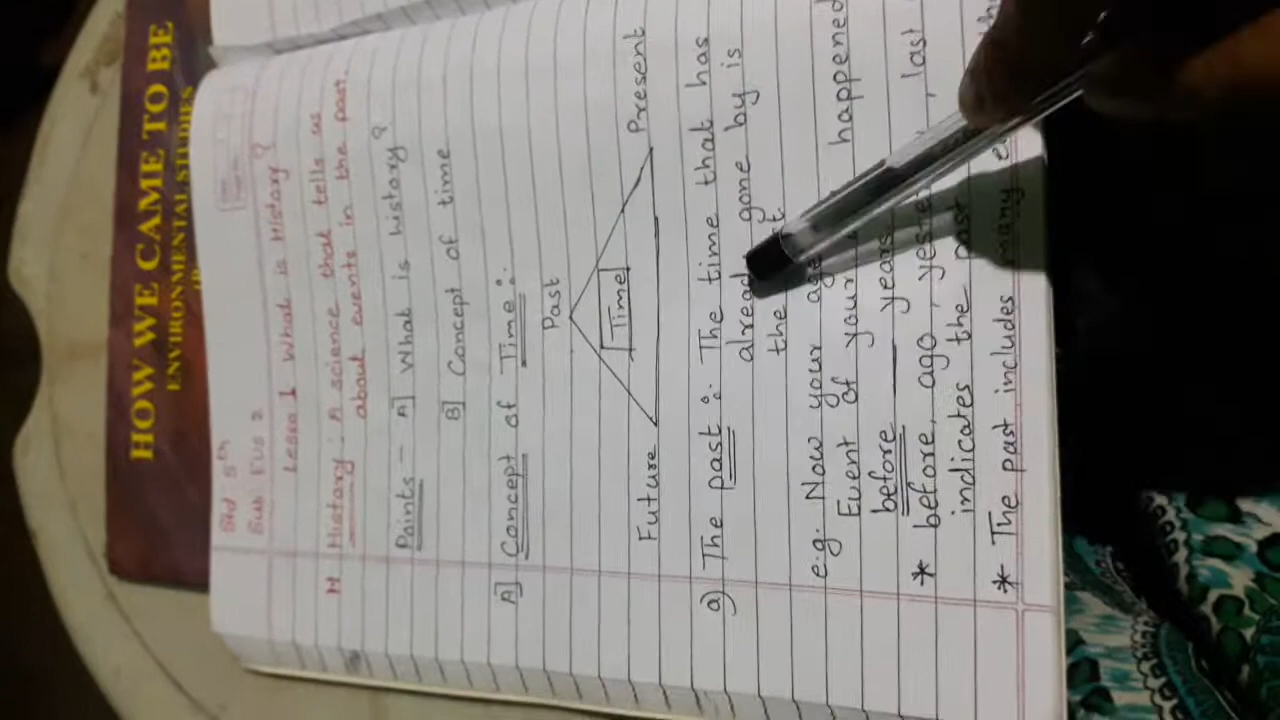 HOW WE CAME TO BE
ENVIRONMENTAL STUDIES
Std 5th
Sub EVS 2
Lesson 1 What is History?
H History: A science that tells us
about events in the past.
Points - A] What is history?
B] Concept of time
A] Concept of Time:
Past
Time
Future Present
a) The past: The time that has
already gone by is
the
e.g. Now your age
Event of your happened
before years
* before, ago, last
indicates the past
* The past includes many